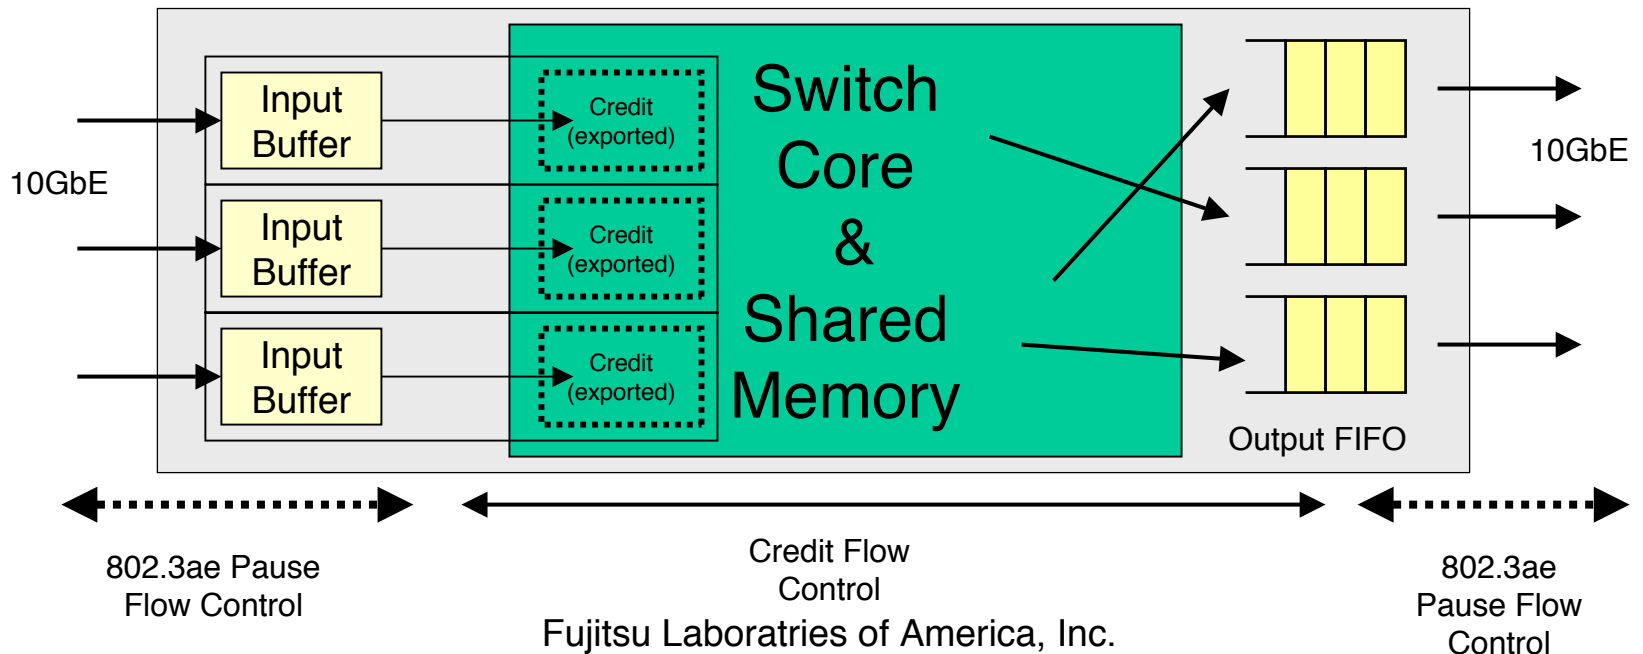 10GbE
Input
Buffer
Input
Buffer
Input
Buffer
Credit
(exported)
Credit
(exported)
Credit
(exported)
Switch
Core
&
Shared
Memory
Output FIFO
10GbE
802.3ae Pause
Flow Control
Credit Flow
Control
802.3ae
Pause Flow
Control
Fujitsu Laboratries of America, Inc.